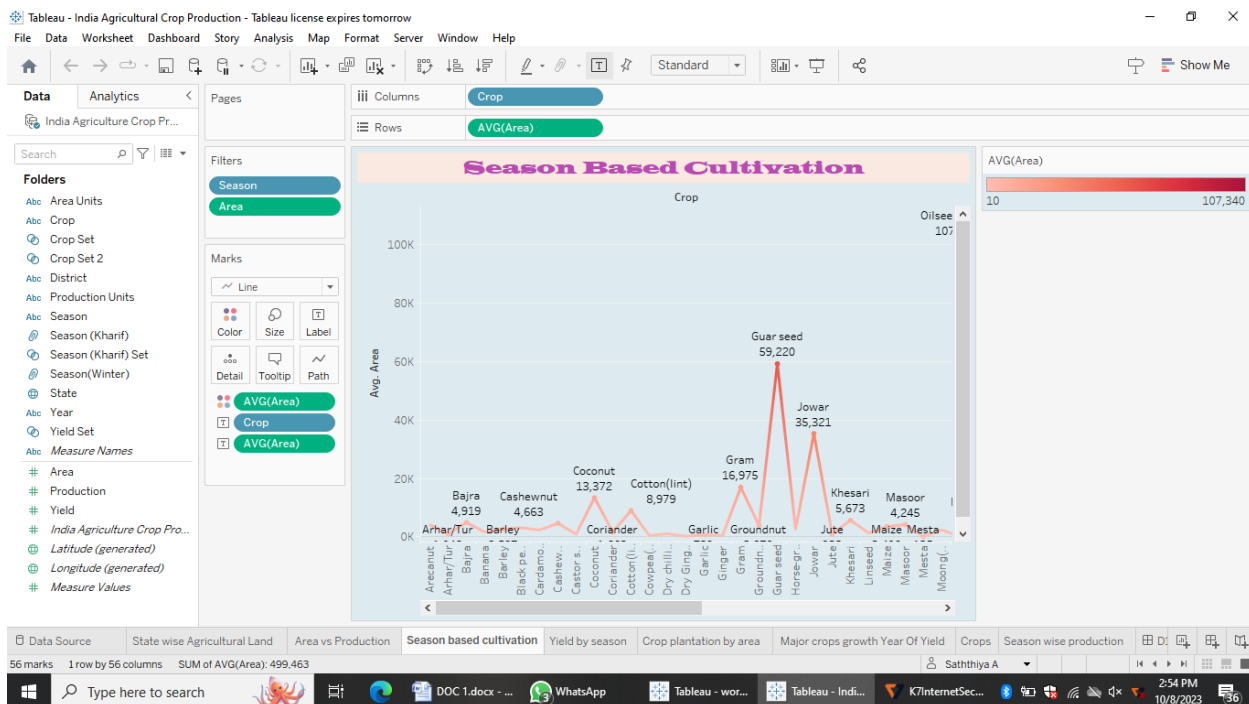 Tableau - India Agricultural Crop Production - Tableau license expires tomorrow
File Data Worksheet Dashboard Story Analysis Map Format Server Window Help
Standard
Show Me
Data Analytics
India Agriculture Crop Pr...
Search
Folders
Abc Area Units
Abc Crop
Crop Set
Crop Set 2
Abc District
Abc Production Units
Abc Season
Season (Kharif)
Season (Kharif) Set
Season(Winter)
State
Abc Year
Yield Set
Abc Measure Names
# Area
# Production
# Yield
# India Agriculture Crop Pro...
Latitude (generated)
Longitude (generated)
# Measure Values
Pages
Filters
Season
Area
Marks
Line
Color Size Label
Detail Tooltip Path
AVG(Area)
T Crop
T AVG(Area)
Columns Crop
Rows AVG(Area)
Season Based Cultivation
Crop
Avg. Area
100K
80K
60K
40K
20K
0K
Oilsee
107
Guar seed
59,220
Jowar
35,321
Gram
16,975
Coconut
13,372
Cotton(lint)
8,979
Bajra
4,919
Cashewnut
4,663
Khesari
5,673
Masoor
4,245
Arhar/Tur
Barley
Coriander
Garlic
Groundnut
Jute
Maize
Mesta
Arecanut
Arhar/Tur
Bajra
Banana
Barley
Black pe..
Cardamo..
Cashew..
Castor s..
Coconut
Coriander
Cotton(li..
Cowpea(..
Dry chilli..
Dry Ging..
Garlic
Ginger
Gram
Groundn..
Guar seed
Horse-gr..
Jowar
Jute
Khesari
Linseed
Maize
Masoor
Mesta
Moong(..
AVG(Area)
10 107,340
Data Source State wise Agricultural Land Area vs Production Season based cultivation Yield by season Crop plantation by area Major crops growth Year Of Yield Crops Season wise production
56 marks 1 row by 56 columns SUM of AVG(Area): 499,463
Saththiya A
Type here to search
DOC 1.docx - ...
WhatsApp
3
Tableau - wor...
Tableau - Indi...
K7InternetSec...
2:54 PM
10/8/2023
36